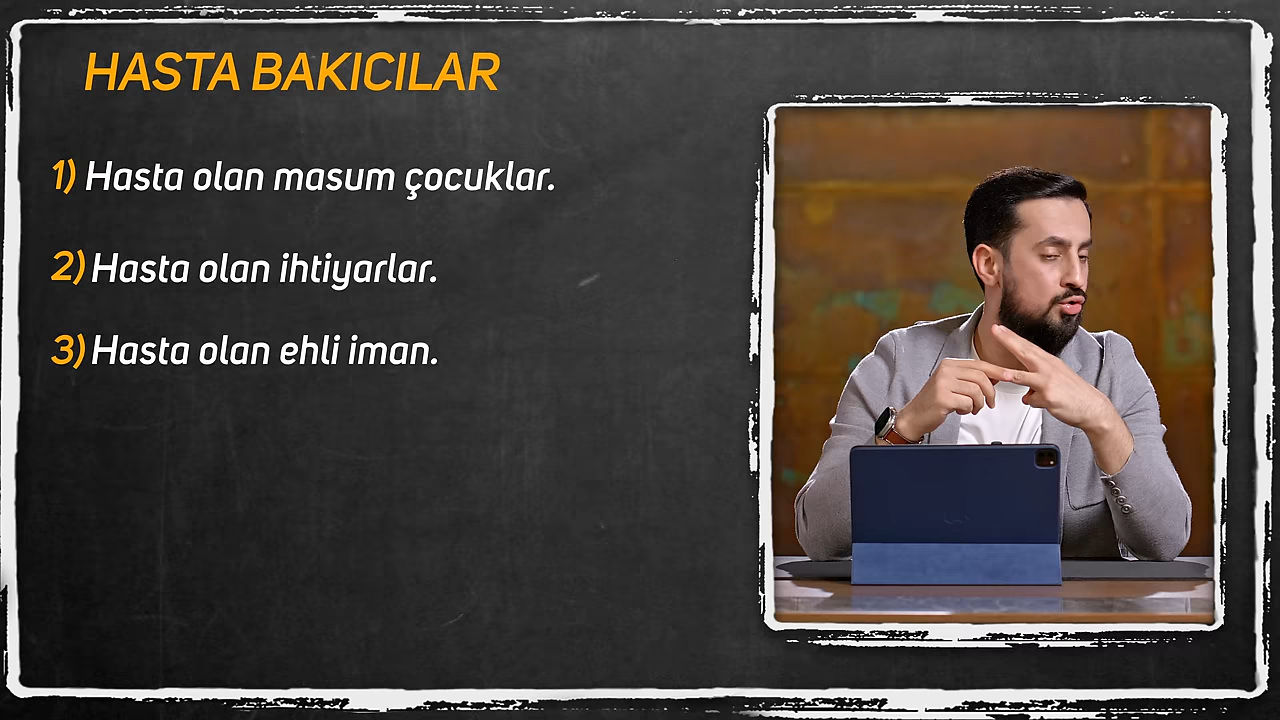 HASTA BAKICILAR
1) Hasta olan masum çocuklar.
2) Hasta olan ihtiyarlar.
3) Hasta olan ehli iman.